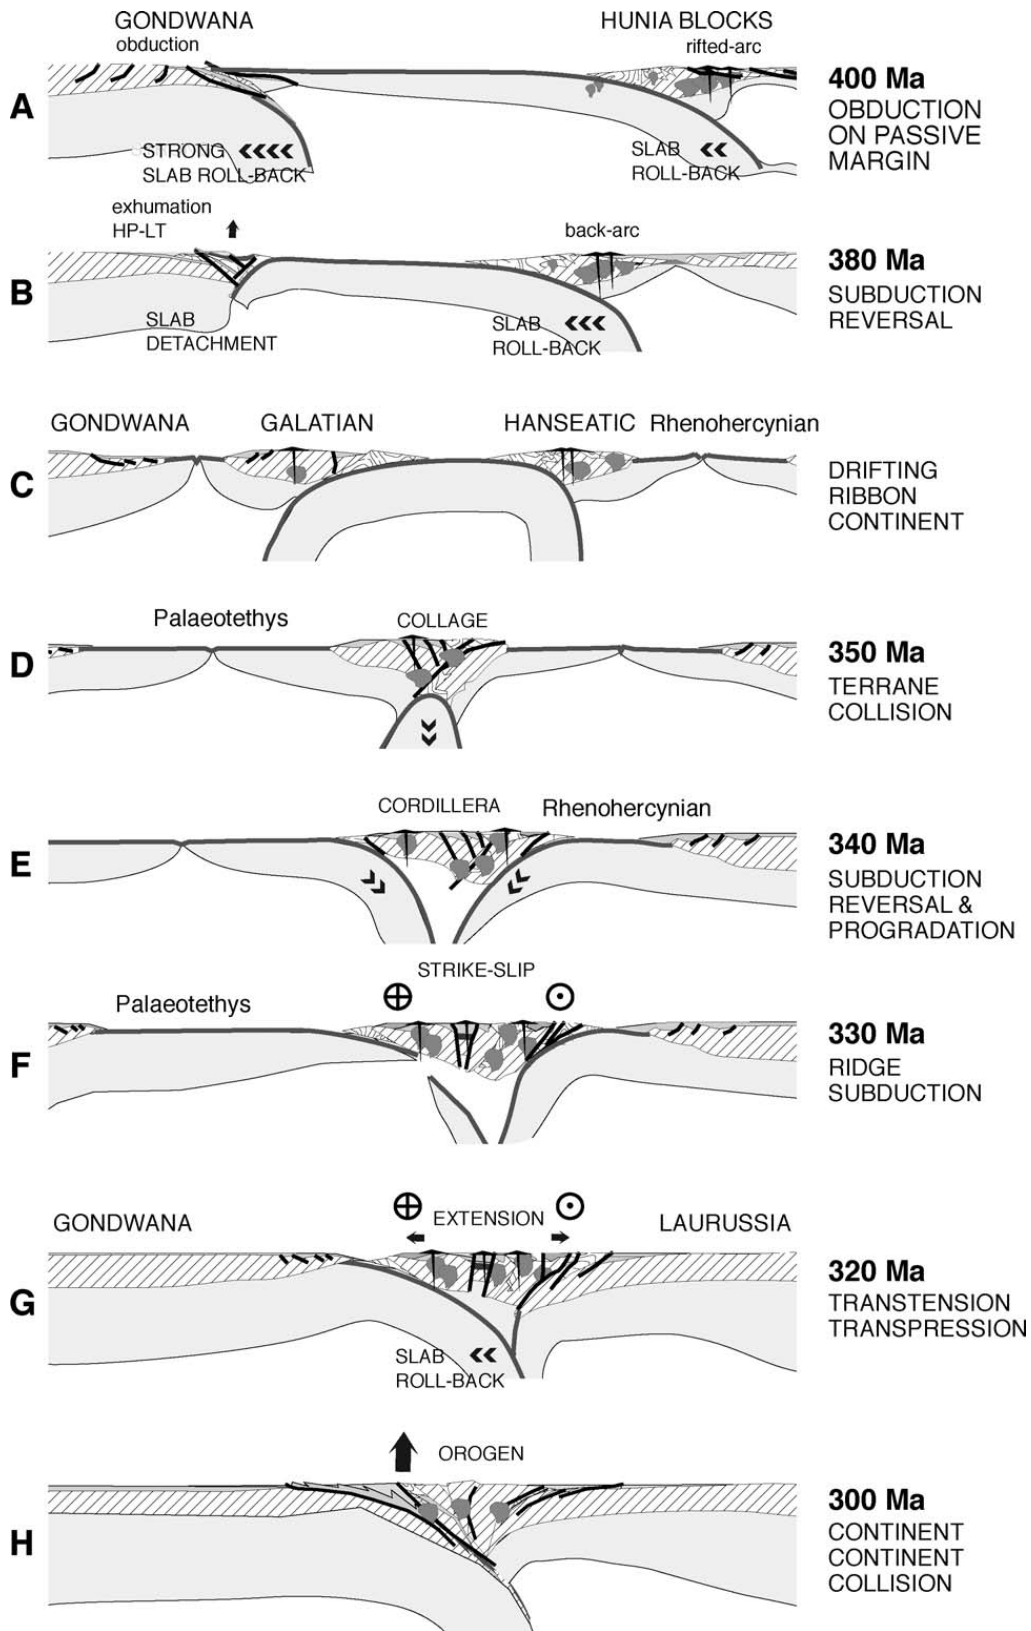 GONDWANA
HUNIA BLOCKS
obduction
rifted-arc
A
400 Ma
OBDUCTION
ON PASSIVE
MARGIN
STRONG
SLAB ROLL-BACK
SLAB
ROLL-BACK
exhumation
HP-LT
back-arc
B
380 Ma
SUBDUCTION
REVERSAL
SLAB
DETACHMENT
SLAB
ROLL-BACK
GONDWANA
GALATIAN
HANSEATIC
Rhenohercynian
C
DRIFTING
RIBBON
CONTINENT
Palaeotethys
COLLAGE
D
350 Ma
TERRANE
COLLISION
CORDILLERA
Rhenohercynian
E
340 Ma
SUBDUCTION
REVERSAL &
PROGRADATION
STRIKE-SLIP
Palaeotethys
F
330 Ma
RIDGE
SUBDUCTION
GONDWANA
EXTENSION
LAURUSSIA
G
320 Ma
TRANSTENSION
TRANSPRESSION
SLAB
ROLL-BACK
OROGEN
H
300 Ma
CONTINENT
CONTINENT
COLLISION